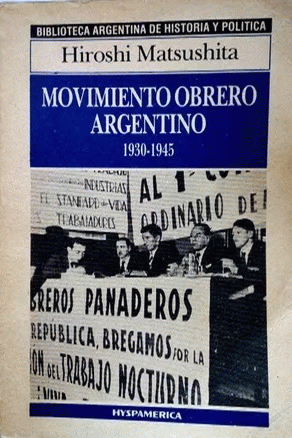 BIBLIOTECA ARGENTINA DE HISTORIA Y POLITICA
Hiroshi Matsushita
MOVIMIENTO OBRERO
ARGENTINO
1930-1945
INDUSTRIAS
EL STANDARD DE VIDA
TRABAJADORES
AL 1
ORDINARIO DE
BREROS PANADEROS
REPUBLICA, BREGAMOS POR LA
ON DEL TRABAJO NOCTURNO
HYSPAMERICA